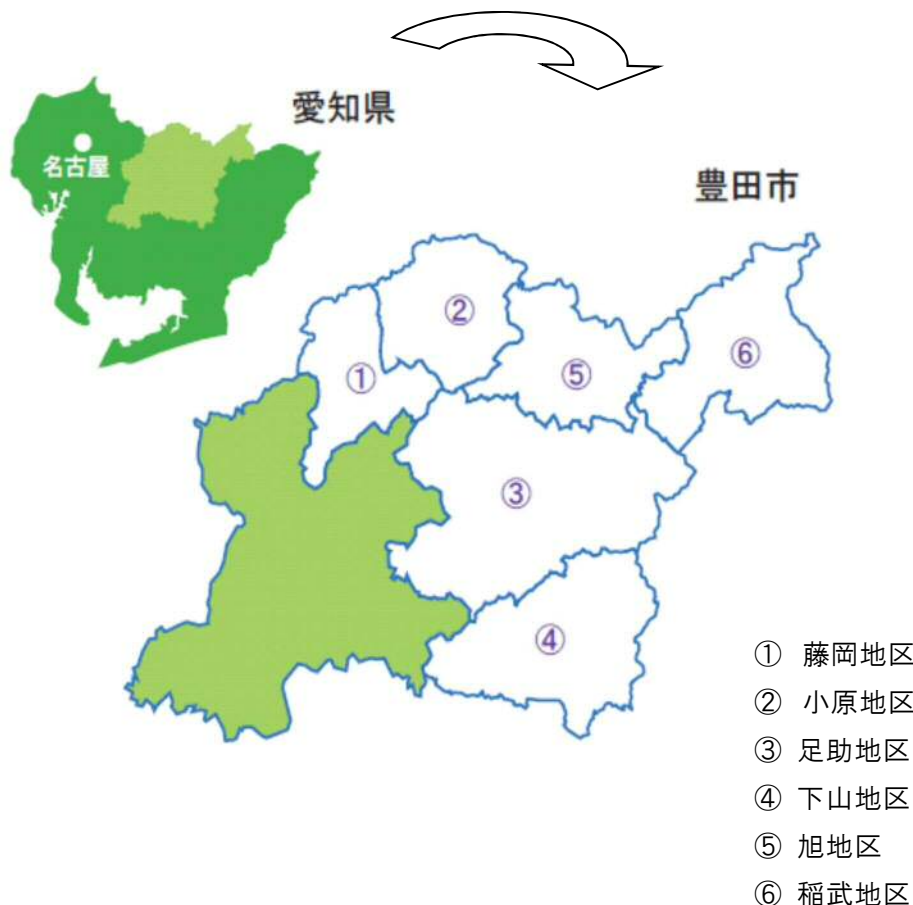 愛知県
名古屋
豊田市
②
⑥
①
⑤
③
④
① 藤岡地区
② 小原地区
③ 足助地区
④ 下山地区
⑤ 旭地区
⑥ 稲武地区